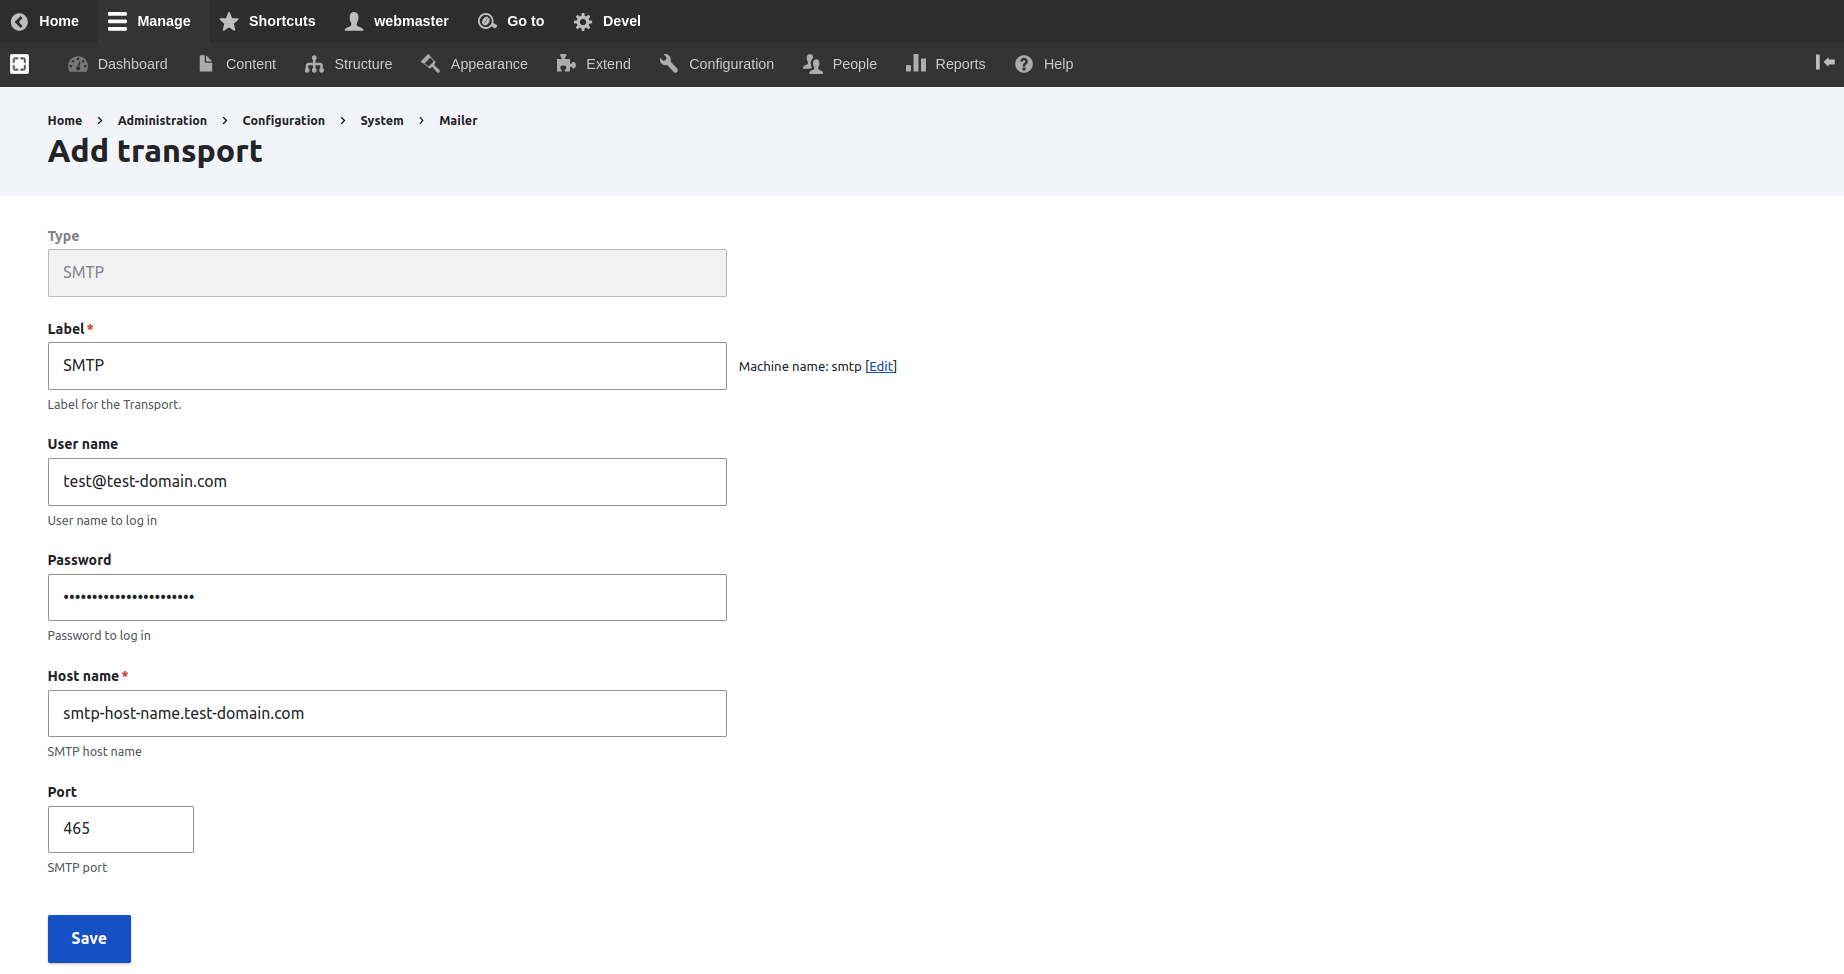 Home Manage Shortcuts webmaster Go to Devel
Dashboard Content Structure Appearance Extend Configuration People Reports Help
Home > Administration > Configuration > System > Mailer
Add transport
Type
SMTP
Label*
SMTP Machine name: smtp [Edit]
Label for the Transport.
User name
test@test-domain.com
User name to log in
Password
•••••••••••••••••••••••
Password to log in
Host name*
smtp-host-name.test-domain.com
SMTP host name
Port
465
SMTP port
Save